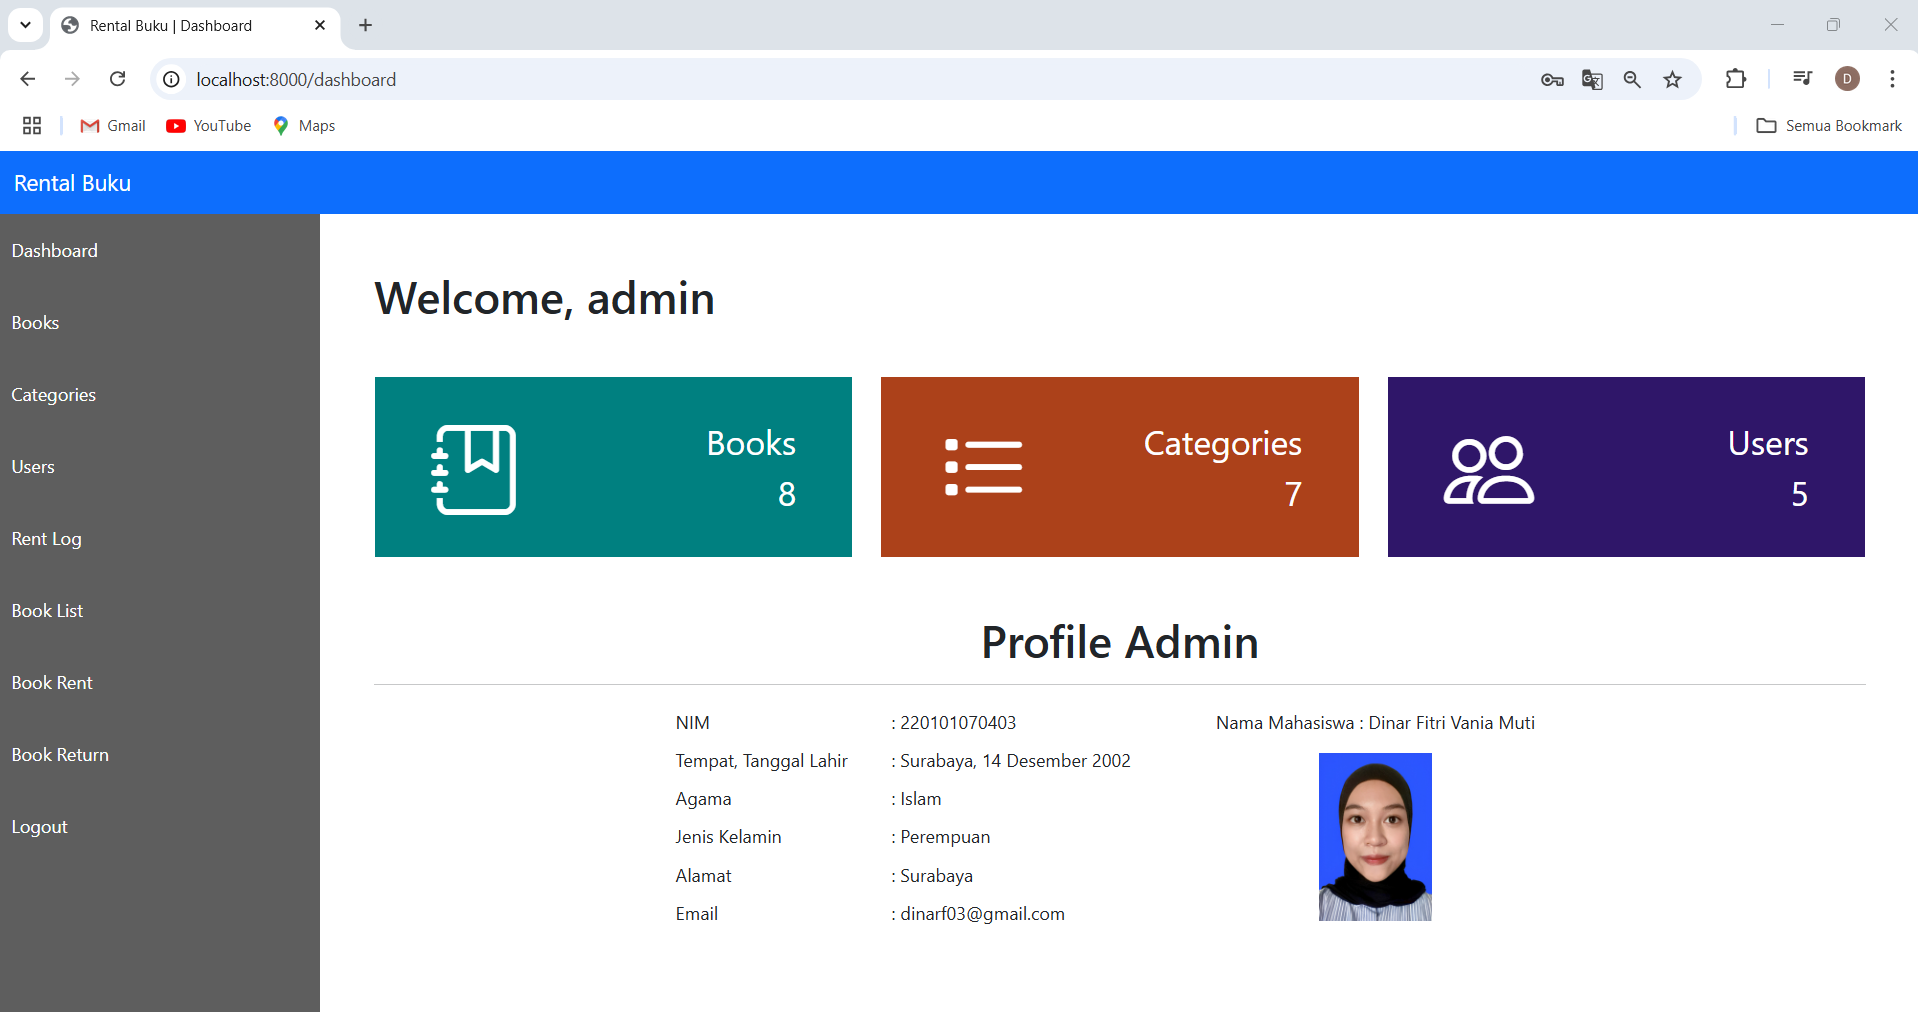 Rental Buku | Dashboard
localhost:8000/dashboard
D
Gmail
YouTube
Maps
Semua Bookmark
Rental Buku
Dashboard
Books
Categories
Users
Rent Log
Book List
Book Rent
Book Return
Logout
Welcome, admin
Books
8
Categories
7
Users
5
Profile Admin
NIM : 220101070403
Tempat, Tanggal Lahir : Surabaya, 14 Desember 2002
Agama : Islam
Jenis Kelamin : Perempuan
Alamat : Surabaya
Email : dinarf03@gmail.com
Nama Mahasiswa : Dinar Fitri Vania Muti